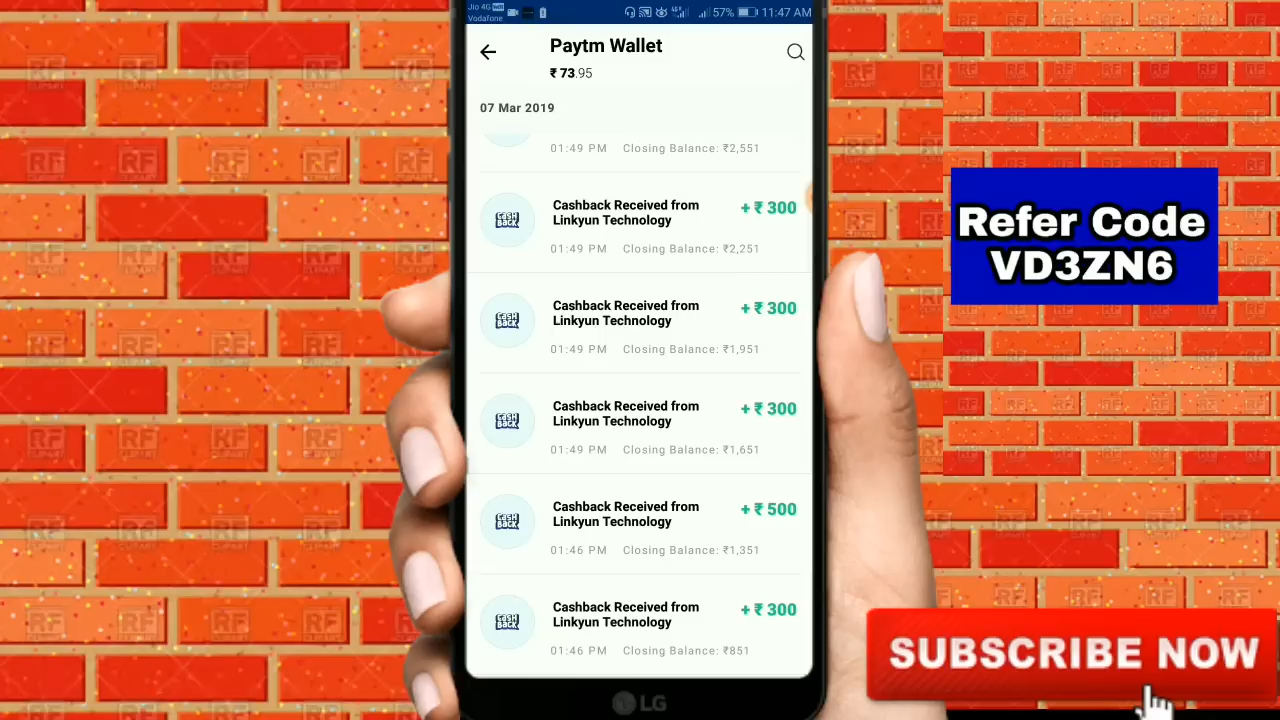 Jio 4G
Vodafone
57%
11:47 AM
Paytm Wallet
₹ 73.95
07 Mar 2019
01:49 PM Closing Balance: ₹2,551
Cashback Received from
Linkyun Technology
+ ₹ 300
01:49 PM Closing Balance: ₹2,251
Cashback Received from
Linkyun Technology
+ ₹ 300
01:49 PM Closing Balance: ₹1,951
Cashback Received from
Linkyun Technology
+ ₹ 300
01:49 PM Closing Balance: ₹1,651
Cashback Received from
Linkyun Technology
+ ₹ 500
01:46 PM Closing Balance: ₹1,351
Cashback Received from
Linkyun Technology
+ ₹ 300
01:46 PM Closing Balance: ₹851
LG
Refer Code
VD3ZN6
SUBSCRIBE NOW